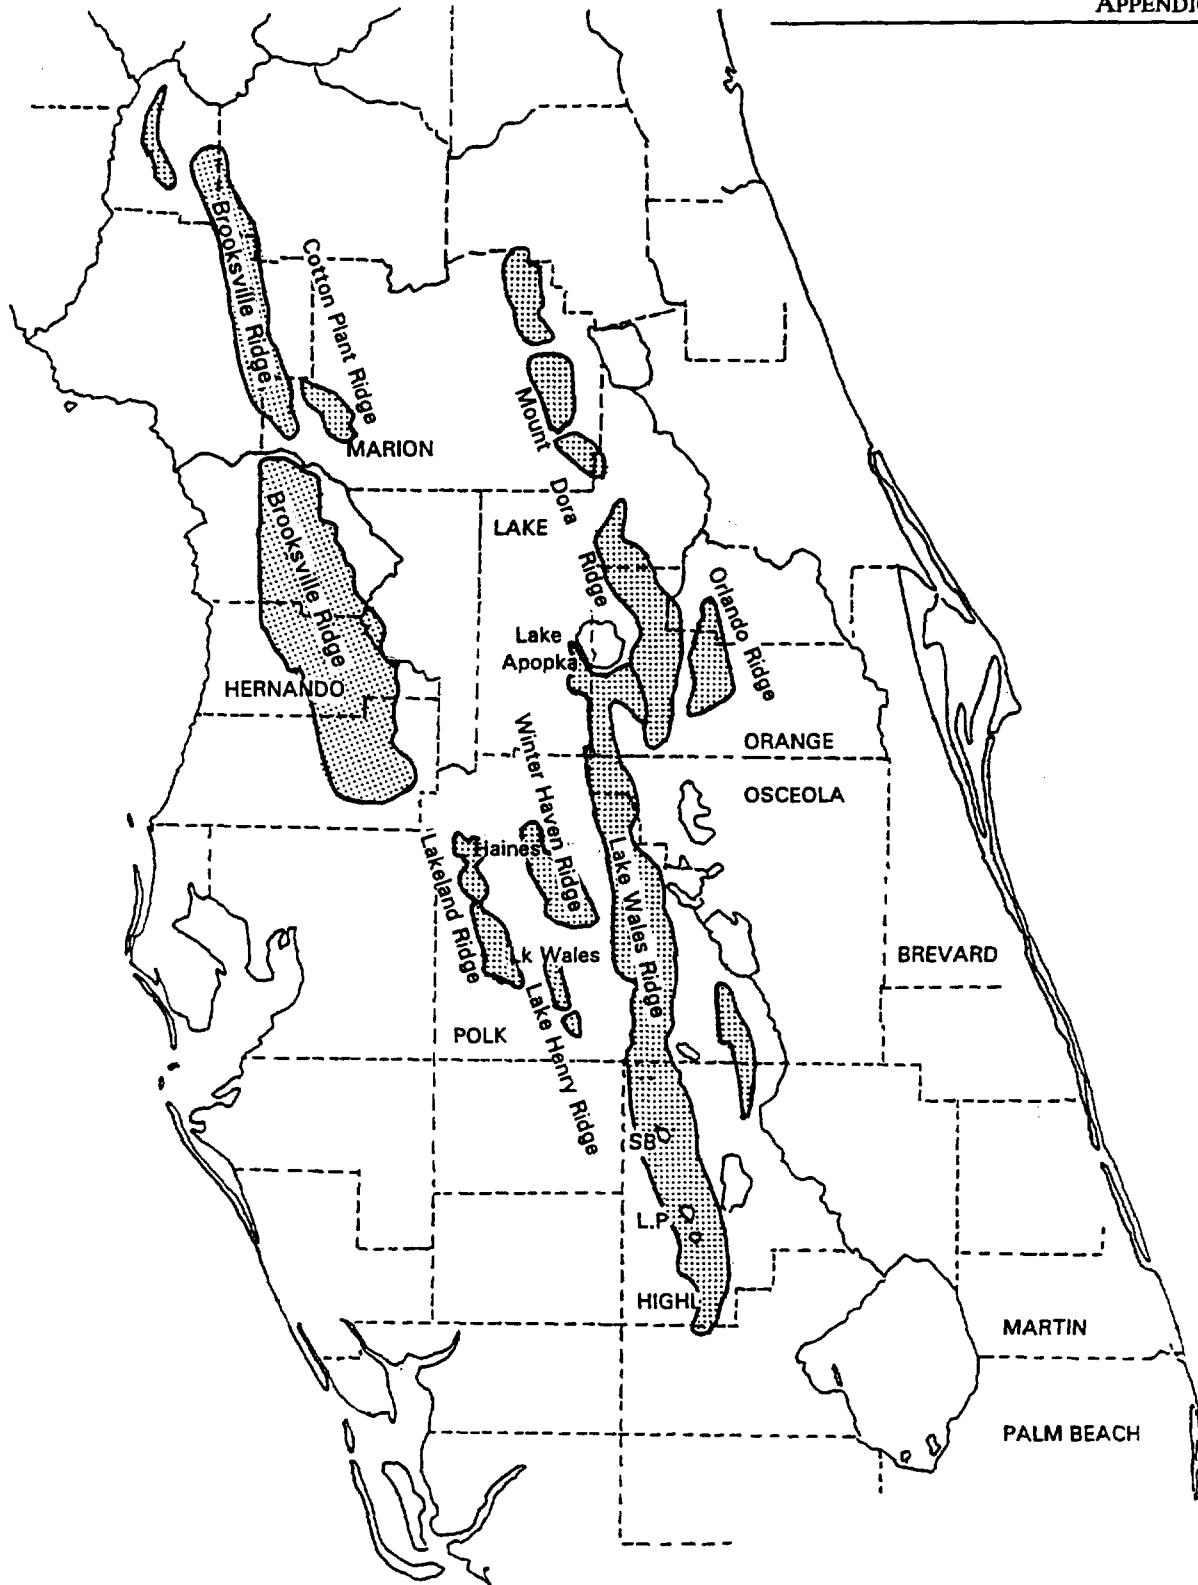 APPENDI
Brooksville Ridge
Cotton Plant Ridge
MARION
Mount
Dora
Ridge
LAKE
Brooksville Ridge
Orlando Ridge
Lake
Apopka
HERNANDO
ORANGE
OSCEOLA
Winter Haven Ridge
Haines
Lakeland Ridge
Lake Wales Ridge
k Wales
BREVARD
Lake Henry Ridge
POLK
SB
L.P
HIGHL
MARTIN
PALM BEACH